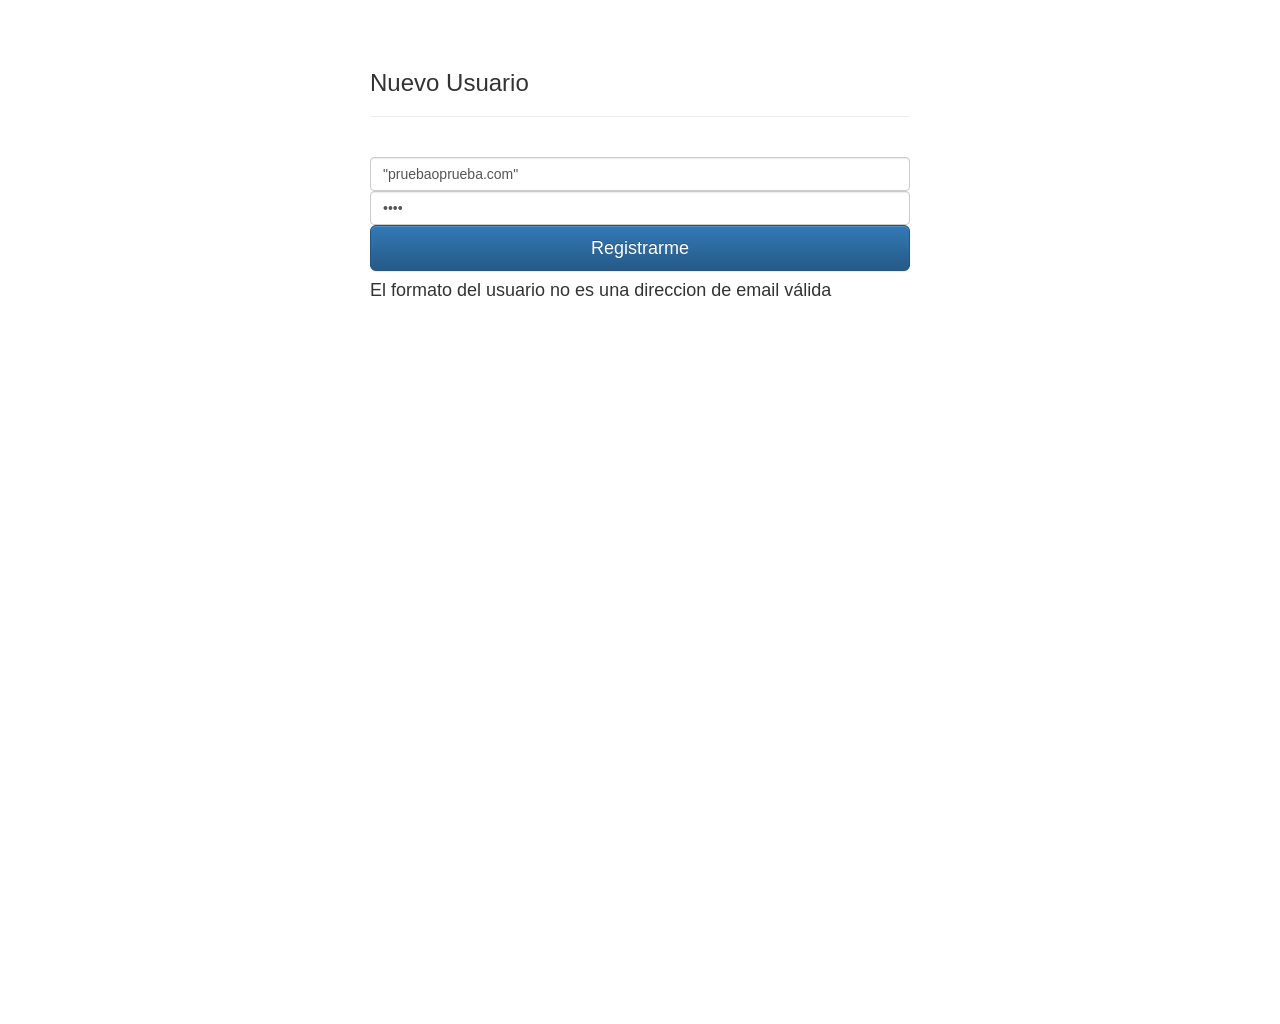 Nuevo Usuario
"pruebaoprueba.com"
••••
Registrarme
El formato del usuario no es una direccion de email válida